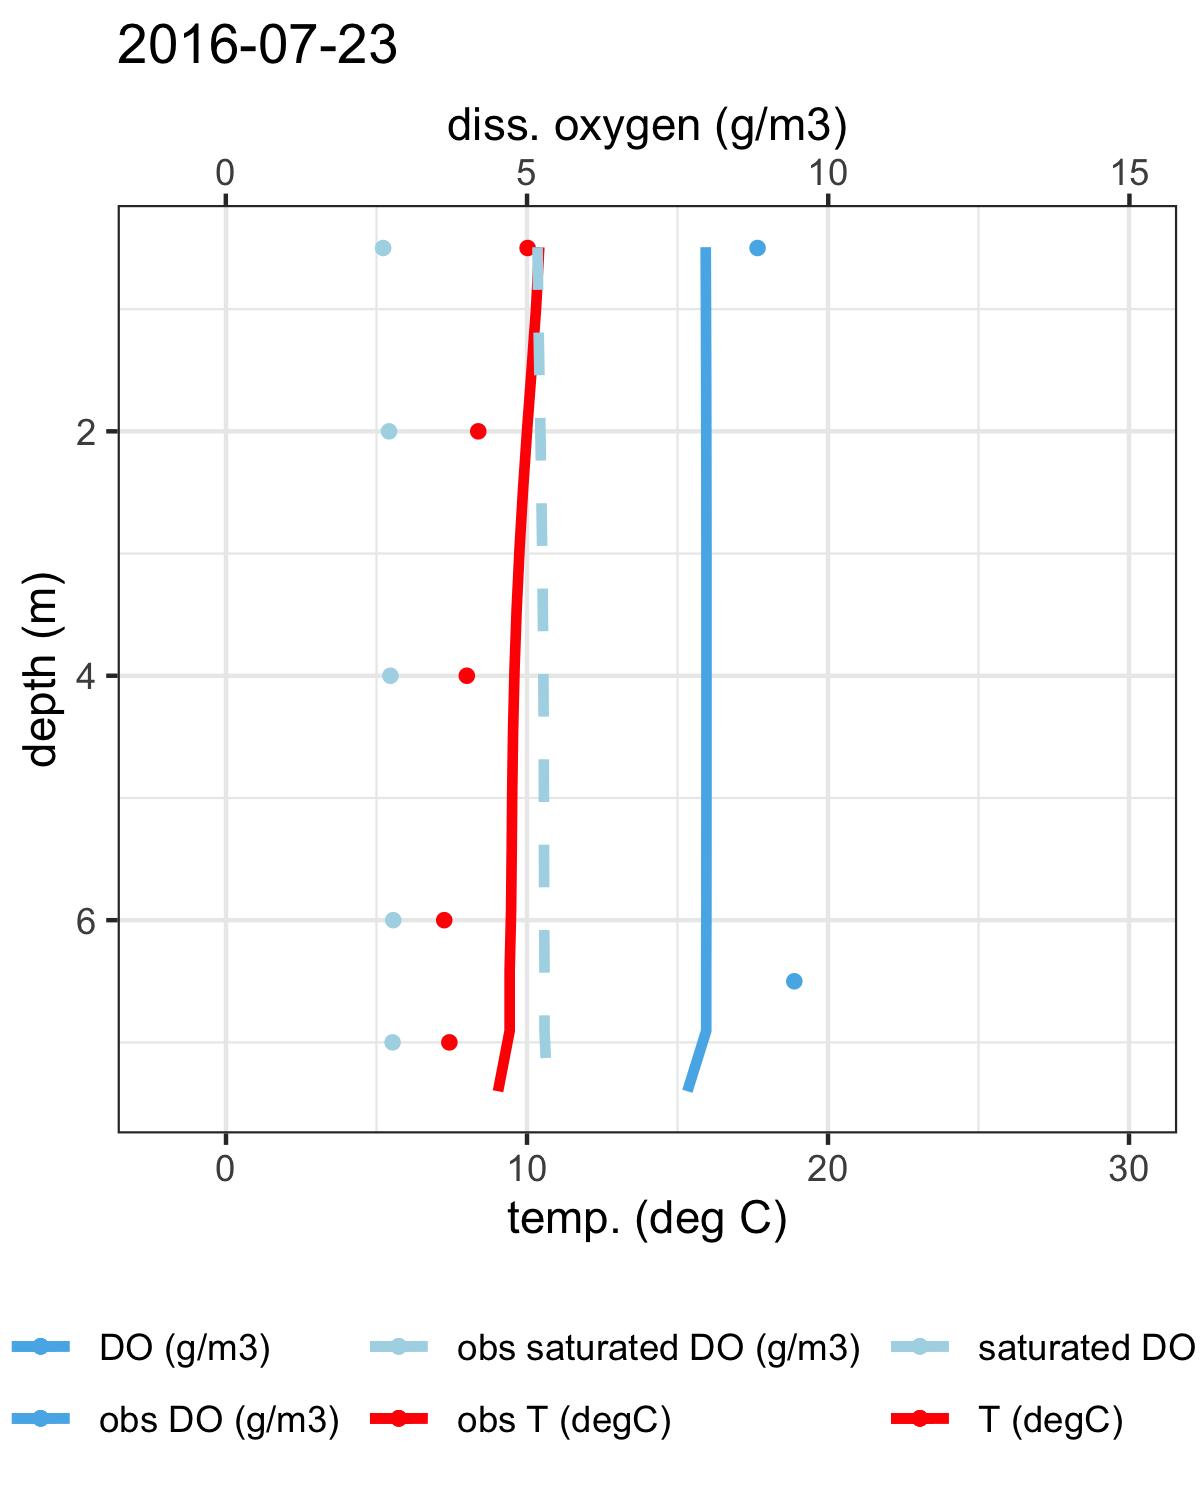 2016-07-23
diss. oxygen (g/m3)
0 5 10 15
depth (m)
2
4
6
0 10 20 30
temp. (deg C)
DO (g/m3) obs saturated DO (g/m3) saturated DO
obs DO (g/m3) obs T (degC) T (degC)